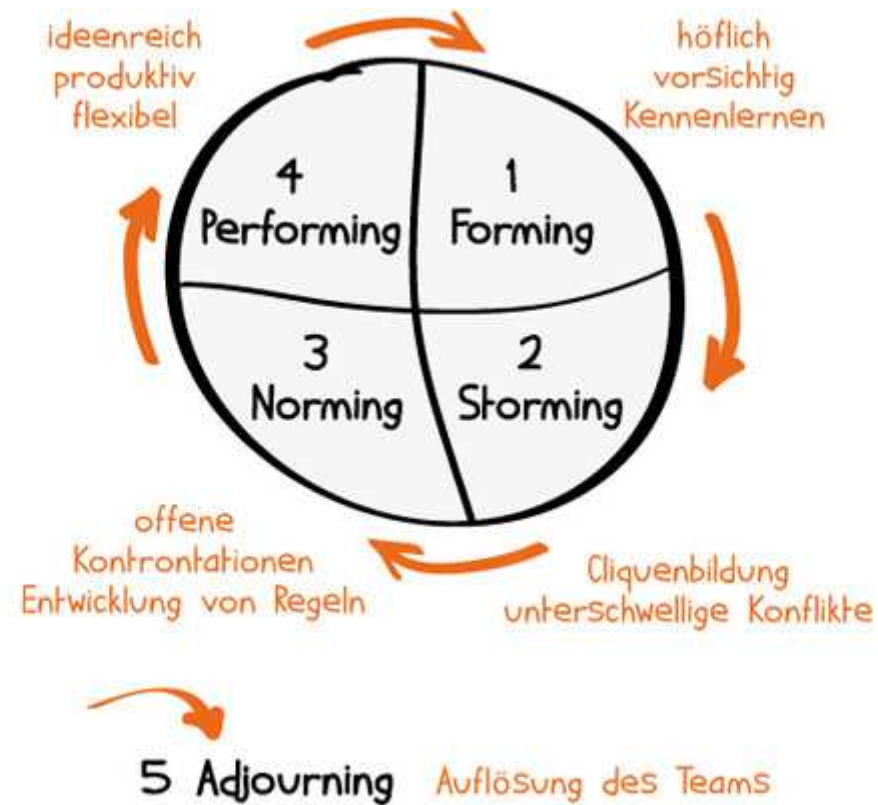 ideenreich
produktiv
flexibel
höflich
vorsichtig
Kennenlernen
4
Performing
1
Forming
3
Norming
2
Storming
offene
Kontrontationen
Entwicklung von Regeln
Cliquenbildung
unterschwellige Konflikte
5 Adjourning Auflösung des Teams